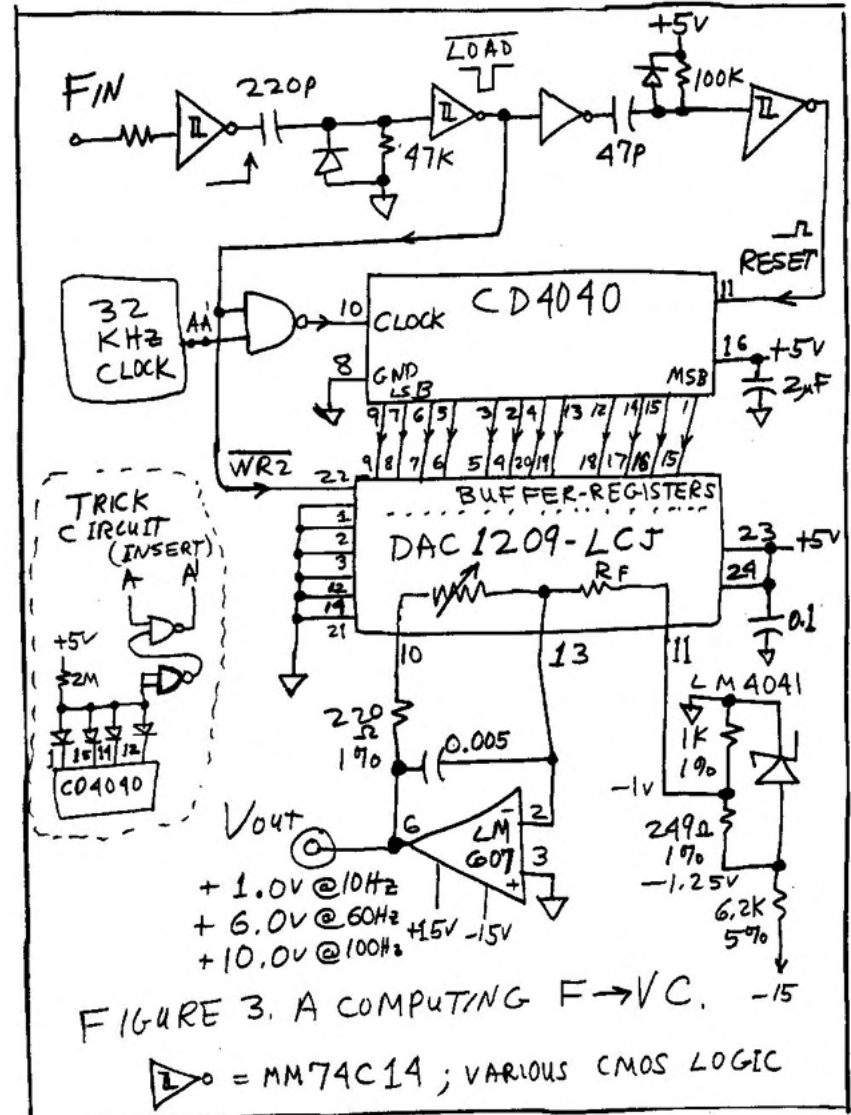 +5V
LOAD
FIN
220P
100K
47K
47P
RESET
32
KHZ
CLOCK
A A'
10
CLOCK
CD4040
11
16
+5V
2μF
8
GND
LSB
MSB
9 7 6 5 3 2 4 13 12 14 15 1
9 8 7 6 5 4 20 19 18 17 16 15
WR2
22
BUFFER-REGISTERS
DAC 1209-LCJ
1
2
3
12
14
21
23
+5V
24
0.1
RF
10
13
11
TRICK
CIRCUIT
(INSERT)
A A'
+5V
2M
1 15 14 12
CD4040
220
Ω
1%
0.005
LM4041
1K
1%
-1V
249Ω
1%
-1.25V
6.2K
5%
-15
Vout
6
LM
607
2
-
3
+
+15V -15V
+ 1.0V @ 10Hz
+ 6.0V @ 60Hz
+ 10.0V @ 100Hz
FIGURE 3. A COMPUTING F→VC.
= MM74C14 ; VARIOUS CMOS LOGIC